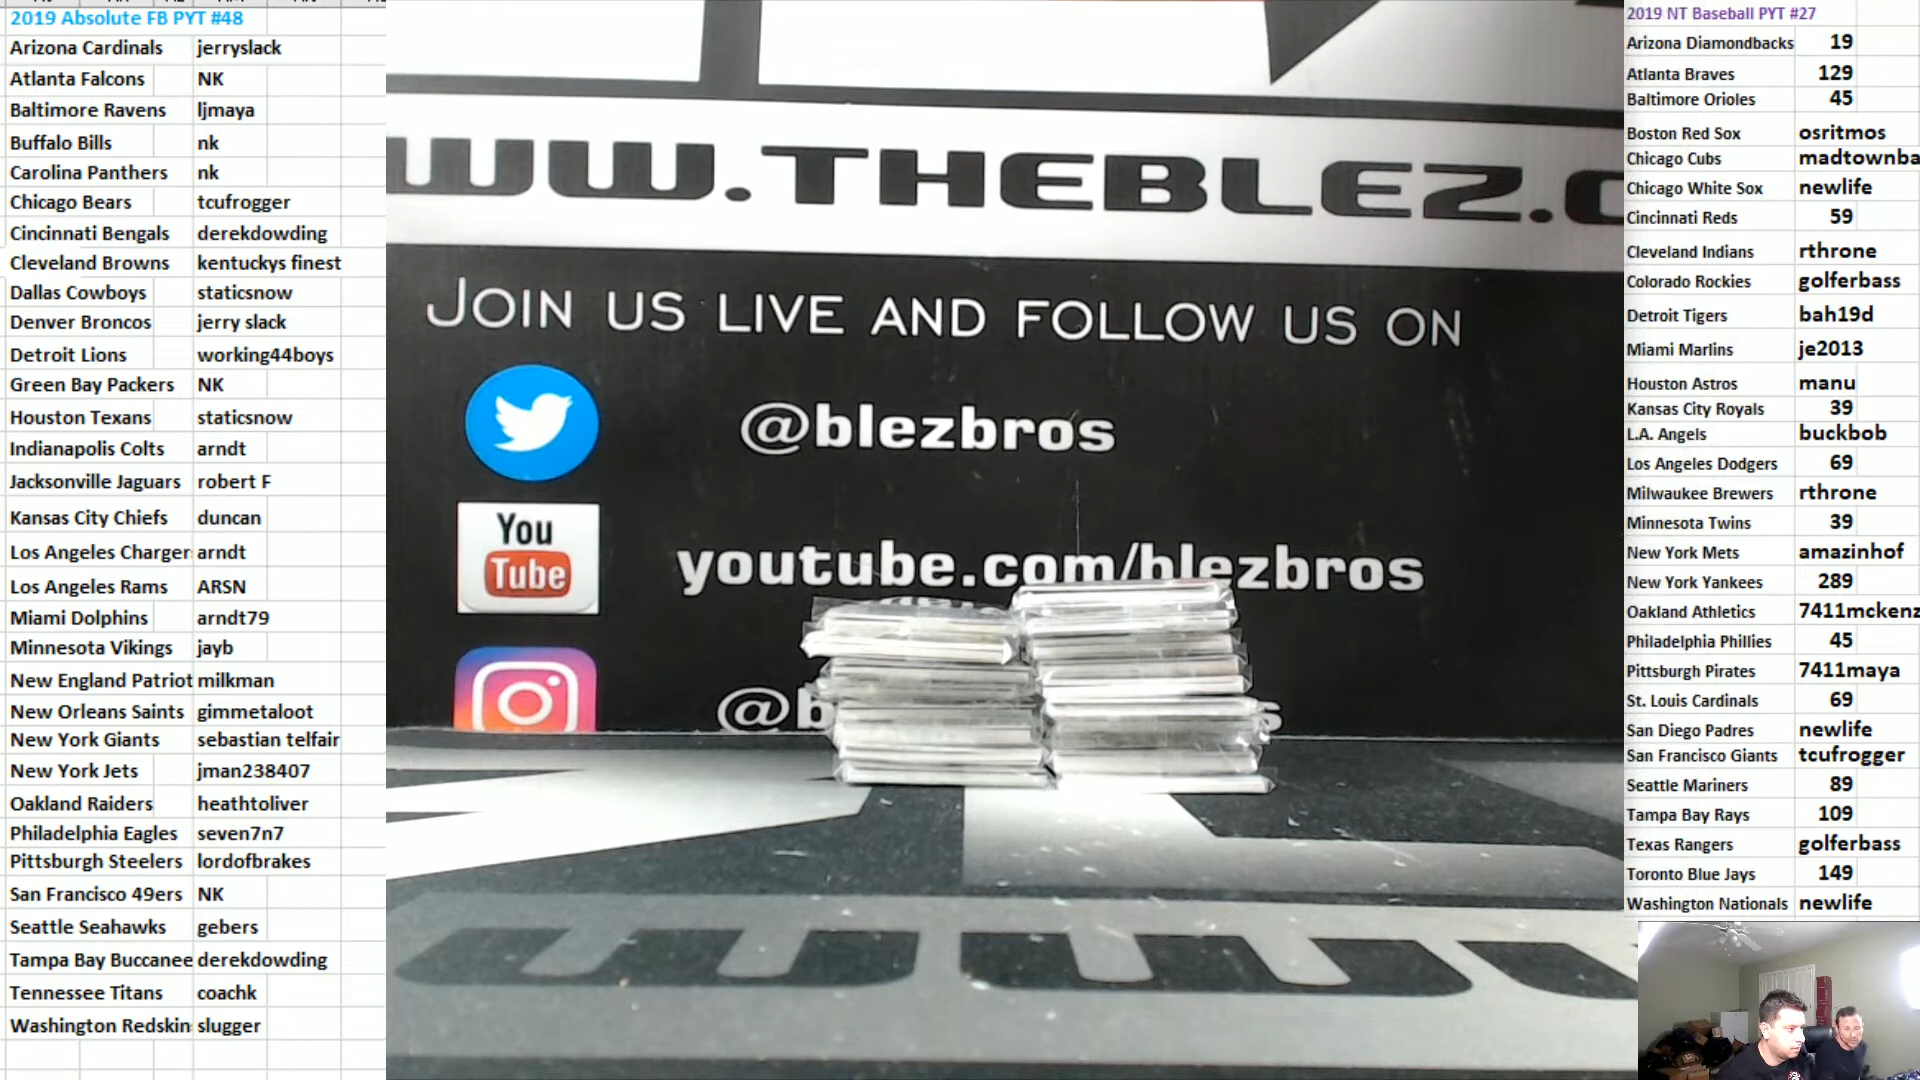 2019 Absolute FB PYT #48
Arizona Cardinals jerryslack
Atlanta Falcons NK
Baltimore Ravens ljmaya
Buffalo Bills nk
Carolina Panthers nk
Chicago Bears tcufrogger
Cincinnati Bengals derekdowding
Cleveland Browns kentuckys finest
Dallas Cowboys staticsnow
Denver Broncos jerry slack
Detroit Lions working44boys
Green Bay Packers NK
Houston Texans staticsnow
Indianapolis Colts arndt
Jacksonville Jaguars robert F
Kansas City Chiefs duncan
Los Angeles Charger arndt
Los Angeles Rams ARSN
Miami Dolphins arndt79
Minnesota Vikings jayb
New England Patriot milkman
New Orleans Saints gimmetaloot
New York Giants sebastian telfair
New York Jets jman238407
Oakland Raiders heathtoliver
Philadelphia Eagles seven7n7
Pittsburgh Steelers lordofbrakes
San Francisco 49ers NK
Seattle Seahawks gebers
Tampa Bay Buccanee derekdowding
Tennessee Titans coachk
Washington Redskin slugger
WW.THEBLEZ.C
JOIN US LIVE AND FOLLOW US ON
@blezbros
You
Tube
youtube.com/blezbros
@b s
2019 NT Baseball PYT #27
Arizona Diamondbacks 19
Atlanta Braves 129
Baltimore Orioles 45
Boston Red Sox osritmos
Chicago Cubs madtownba
Chicago White Sox newlife
Cincinnati Reds 59
Cleveland Indians rthrone
Colorado Rockies golferbass
Detroit Tigers bah19d
Miami Marlins je2013
Houston Astros manu
Kansas City Royals 39
L.A. Angels buckbob
Los Angeles Dodgers 69
Milwaukee Brewers rthrone
Minnesota Twins 39
New York Mets amazinhof
New York Yankees 289
Oakland Athletics 7411mckenz
Philadelphia Phillies 45
Pittsburgh Pirates 7411maya
St. Louis Cardinals 69
San Diego Padres newlife
San Francisco Giants tcufrogger
Seattle Mariners 89
Tampa Bay Rays 109
Texas Rangers golferbass
Toronto Blue Jays 149
Washington Nationals newlife